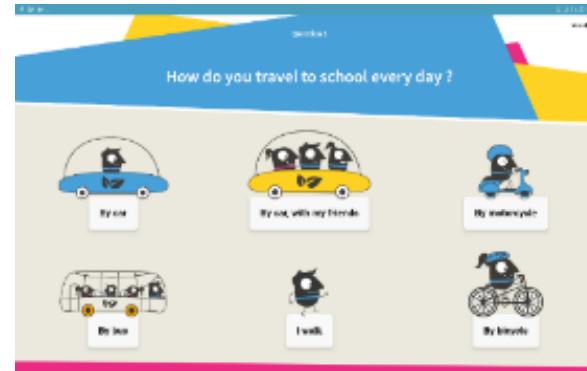 How do you travel to school every day ?
By car
By car, with my friends
By motorcycle
By bus
I walk
By bicycle